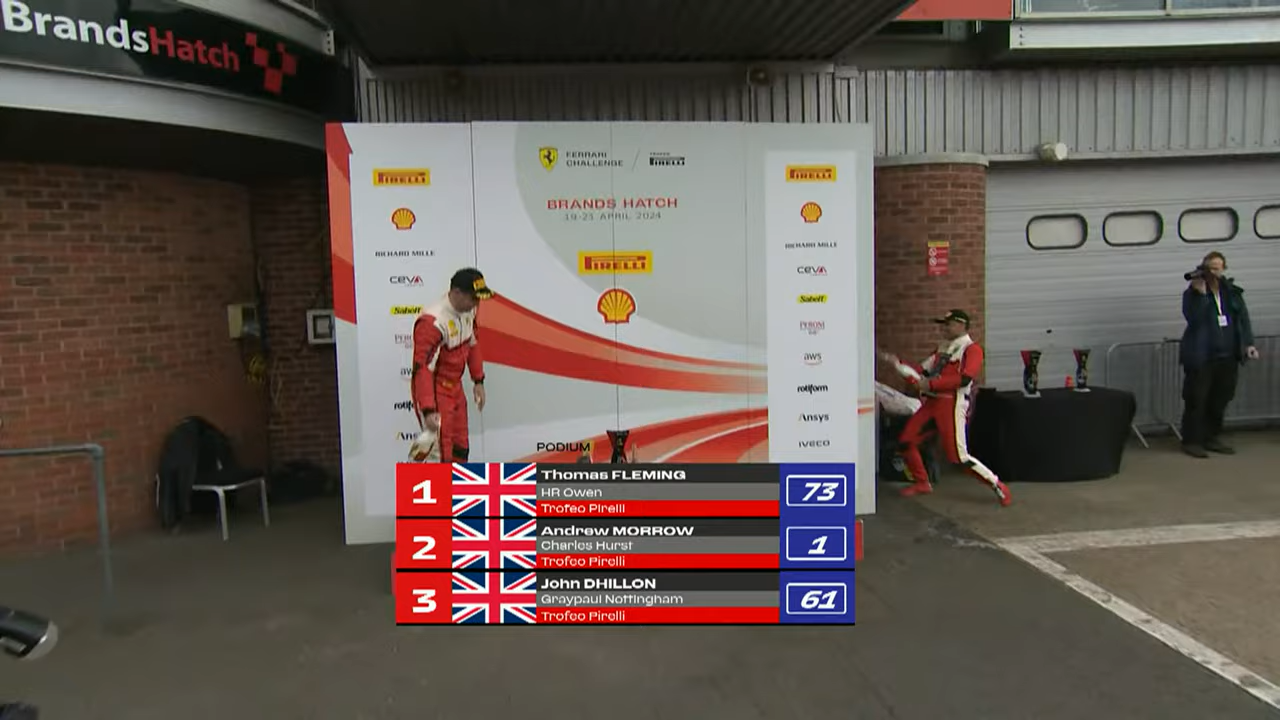 BrandsHatch
FERRARI
CHALLENGE
PIRELLI
PIRELLI
PIRELLI
BRANDS HATCH
19-23 APRIL 2024
RICHARD MILLE
RICHARD MILLE
PIRELLI
CEVA
CEVA
Sabelt
Sabelt
aws
rotiform
Ansys
IVECO
PODIUM
1
Thomas FLEMING
HR Owen
Trofeo Pirelli
73
2
Andrew MORROW
Charles Hurst
Trofeo Pirelli
1
3
John DHILLON
Graypaul Nottingham
Trofeo Pirelli
61